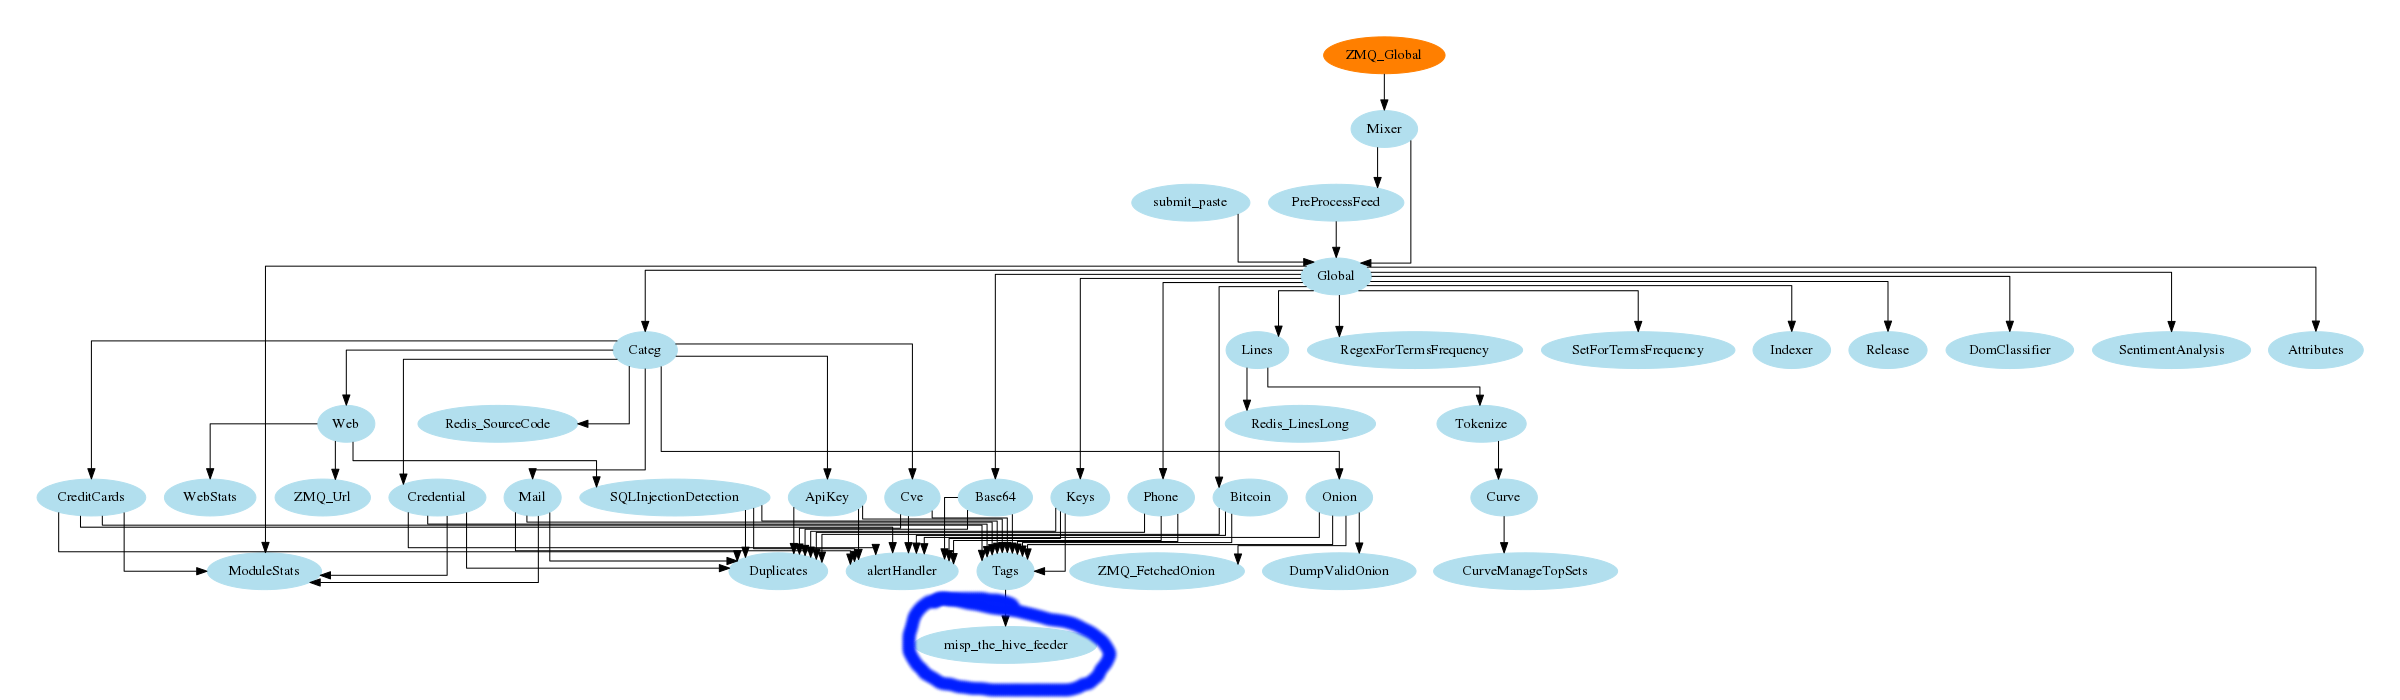 ZMQ_Global
Mixer
submit_paste
PreProcessFeed
Global
Categ
Lines
RegexForTermsFrequency
SetForTermsFrequency
Indexer
Release
DomClassifier
SentimentAnalysis
Attributes
Web
Redis_SourceCode
Redis_LinesLong
Tokenize
CreditCards
WebStats
ZMQ_Url
Credential
Mail
SQLInjectionDetection
ApiKey
Cve
Base64
Keys
Phone
Bitcoin
Onion
Curve
ModuleStats
Duplicates
alertHandler
Tags
ZMQ_FetchedOnion
DumpValidOnion
CurveManageTopSets
misp_the_hive_feeder